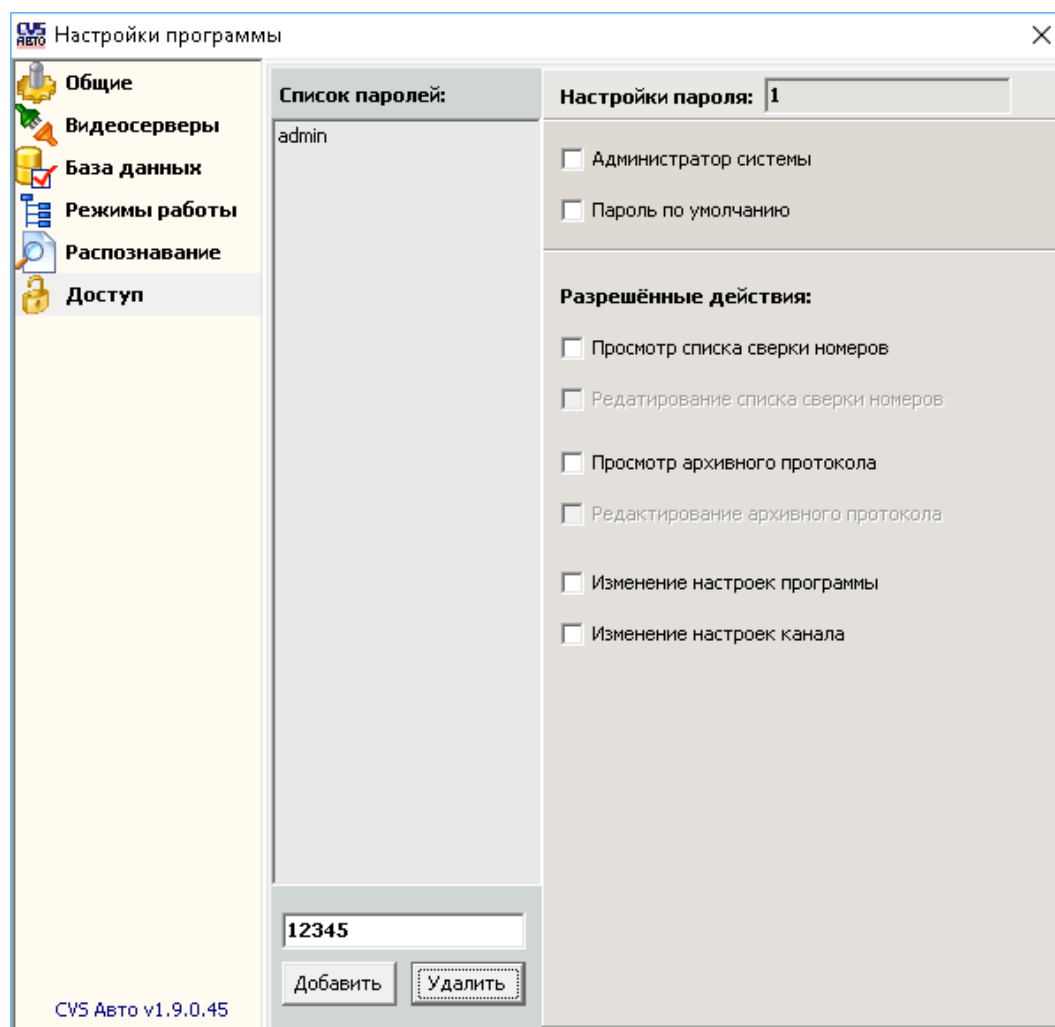 CVS АВТО Настройки программы
Общие
Видеосерверы
База данных
Режимы работы
Распознавание
Доступ
CVS Авто v1.9.0.45
Список паролей:
admin
12345
Добавить Удалить
Настройки пароля: 1
Администратор системы
Пароль по умолчанию
Разрешённые действия:
Просмотр списка сверки номеров
Редатирование списка сверки номеров
Просмотр архивного протокола
Редактирование архивного протокола
Изменение настроек программы
Изменение настроек канала